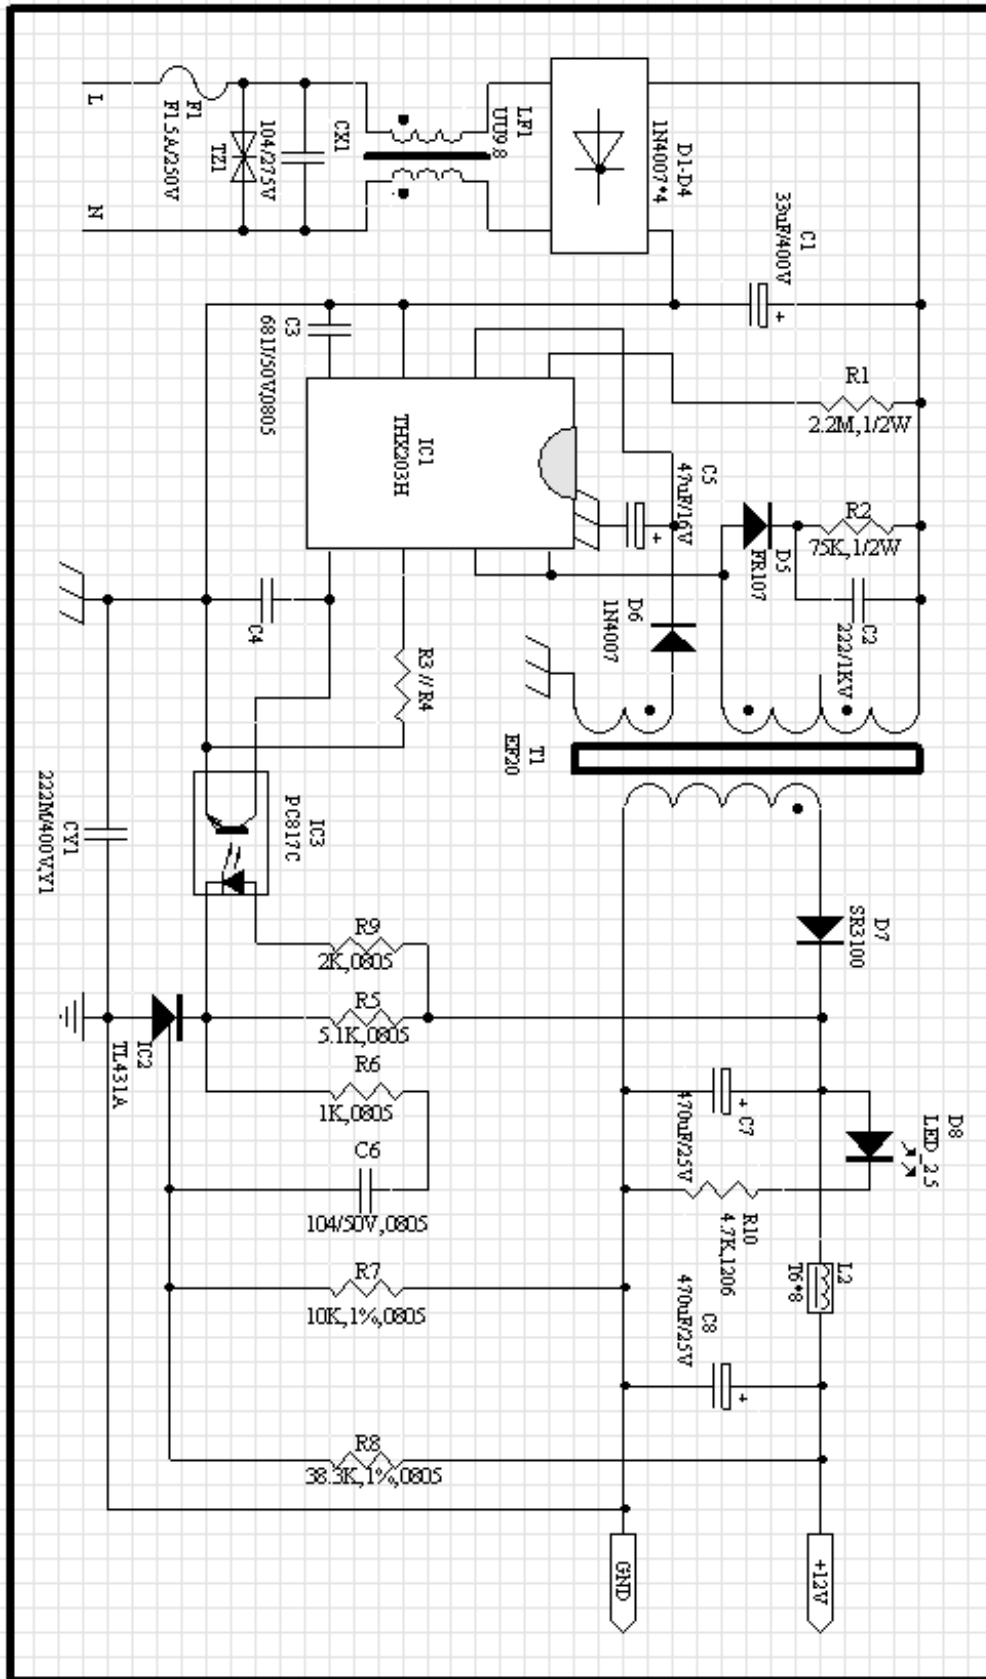 L
N
F1
F1.5A/250V
TZ1
104/275V
CX1
LF1
UU9.8
D1-D4
1N4007*4
C1
33uF/400V
+
C3
681J/50V,0805
IC1
THX203H
R1
2.2M,1/2W
C5
47uF/16V
+
R2
75K,1/2W
D5
FR107
C2
222/1KV
D6
1N4007
C4
R3 // R4
T1
EF20
CY1
222M/400V,Y1
IC3
PC817C
D7
SR3100
R9
2K,0805
R5
5.1K,0805
IC2
TL431A
R6
1K,0805
C6
104/50V,0805
+ C7
470uF/25V
D8
LED_2.5
R10
4.7K,1206
L2
T6*8
R7
10K,1%,0805
C8
470uF/25V
+
R8
38.3K,1%,0805
GND
+12V